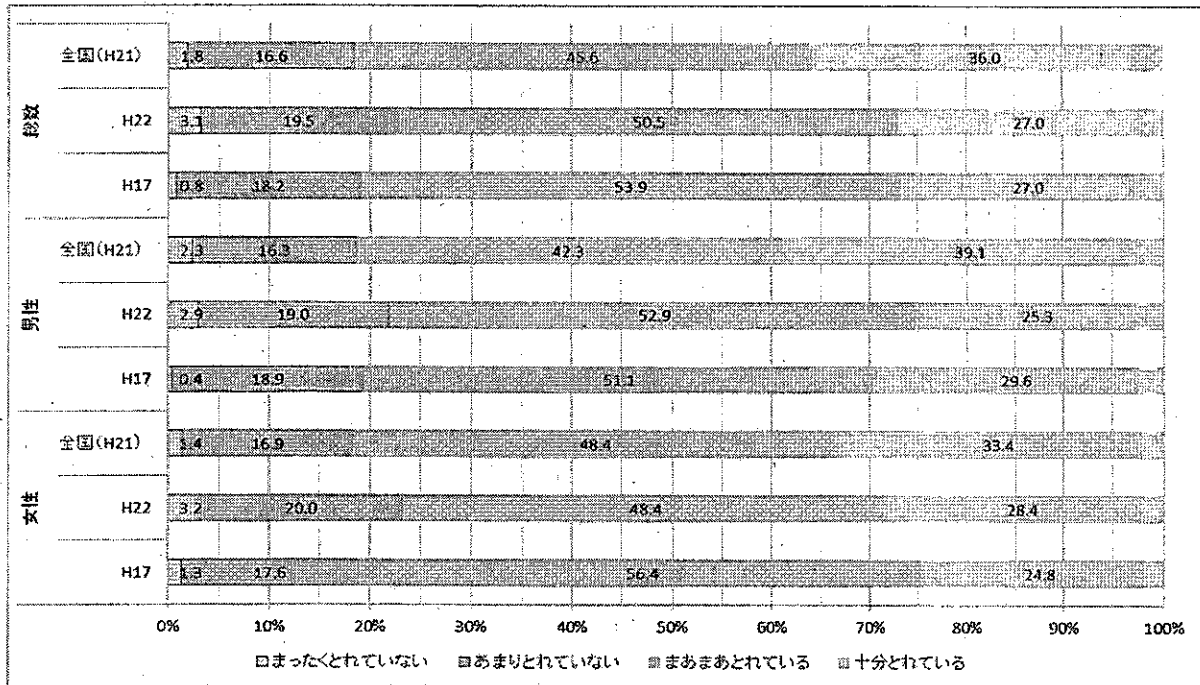 総数
全国(H21) 1.8 16.6 45.6 36.0
H22 3.1 19.5 50.5 27.0
H17 0.8 18.2 53.9 27.0
男性
全国(H21) 2.3 16.3 42.3 39.1
H22 2.9 19.0 52.9 25.3
H17 0.4 18.9 51.1 29.6
女性
全国(H21) 1.4 16.9 48.4 33.4
H22 3.2 20.0 48.4 28.4
H17 1.3 17.6 56.4 24.8
0% 10% 20% 30% 40% 50% 60% 70% 80% 90% 100%
まったくとれていない あまりとれていない まあまあとれている 十分とれている